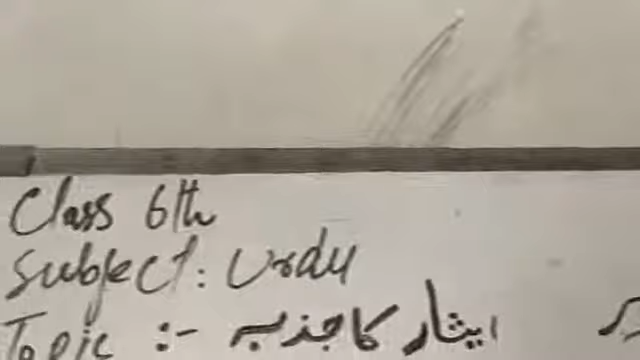 Class 6th
Subject: Urdu
Topic :- ایثار کا جذبہ